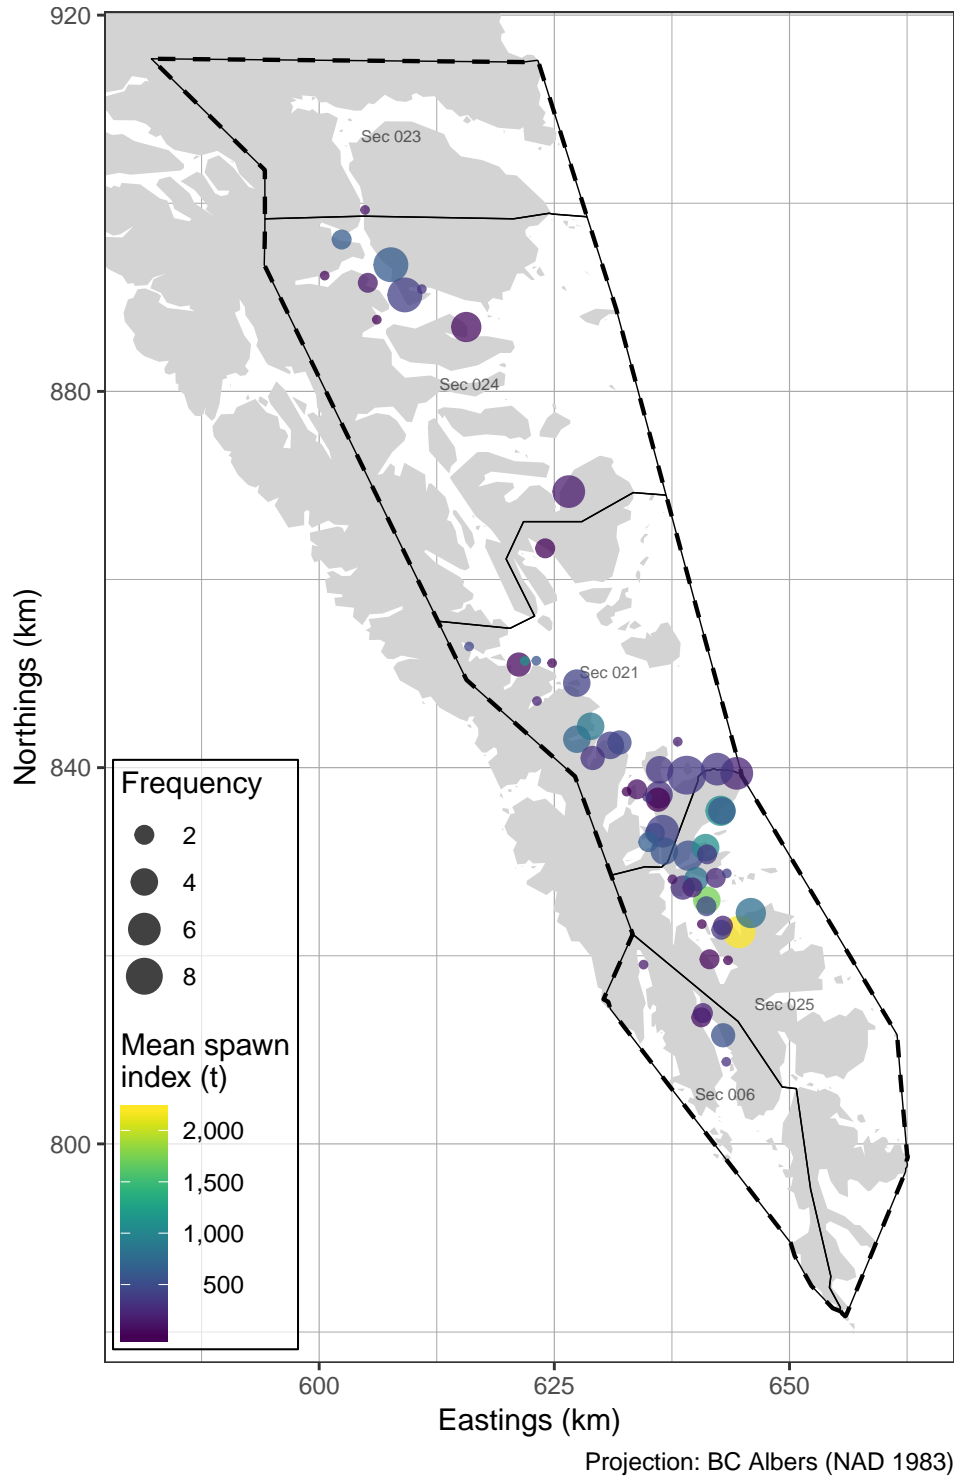 920
880
840
800
Northings (km)
Sec 023
Sec 024
Sec 021
Sec 025
Sec 006
Frequency
2
4
6
8
Mean spawn
index (t)
2,000
1,500
1,000
500
600
625
650
Eastings (km)
Projection: BC Albers (NAD 1983)